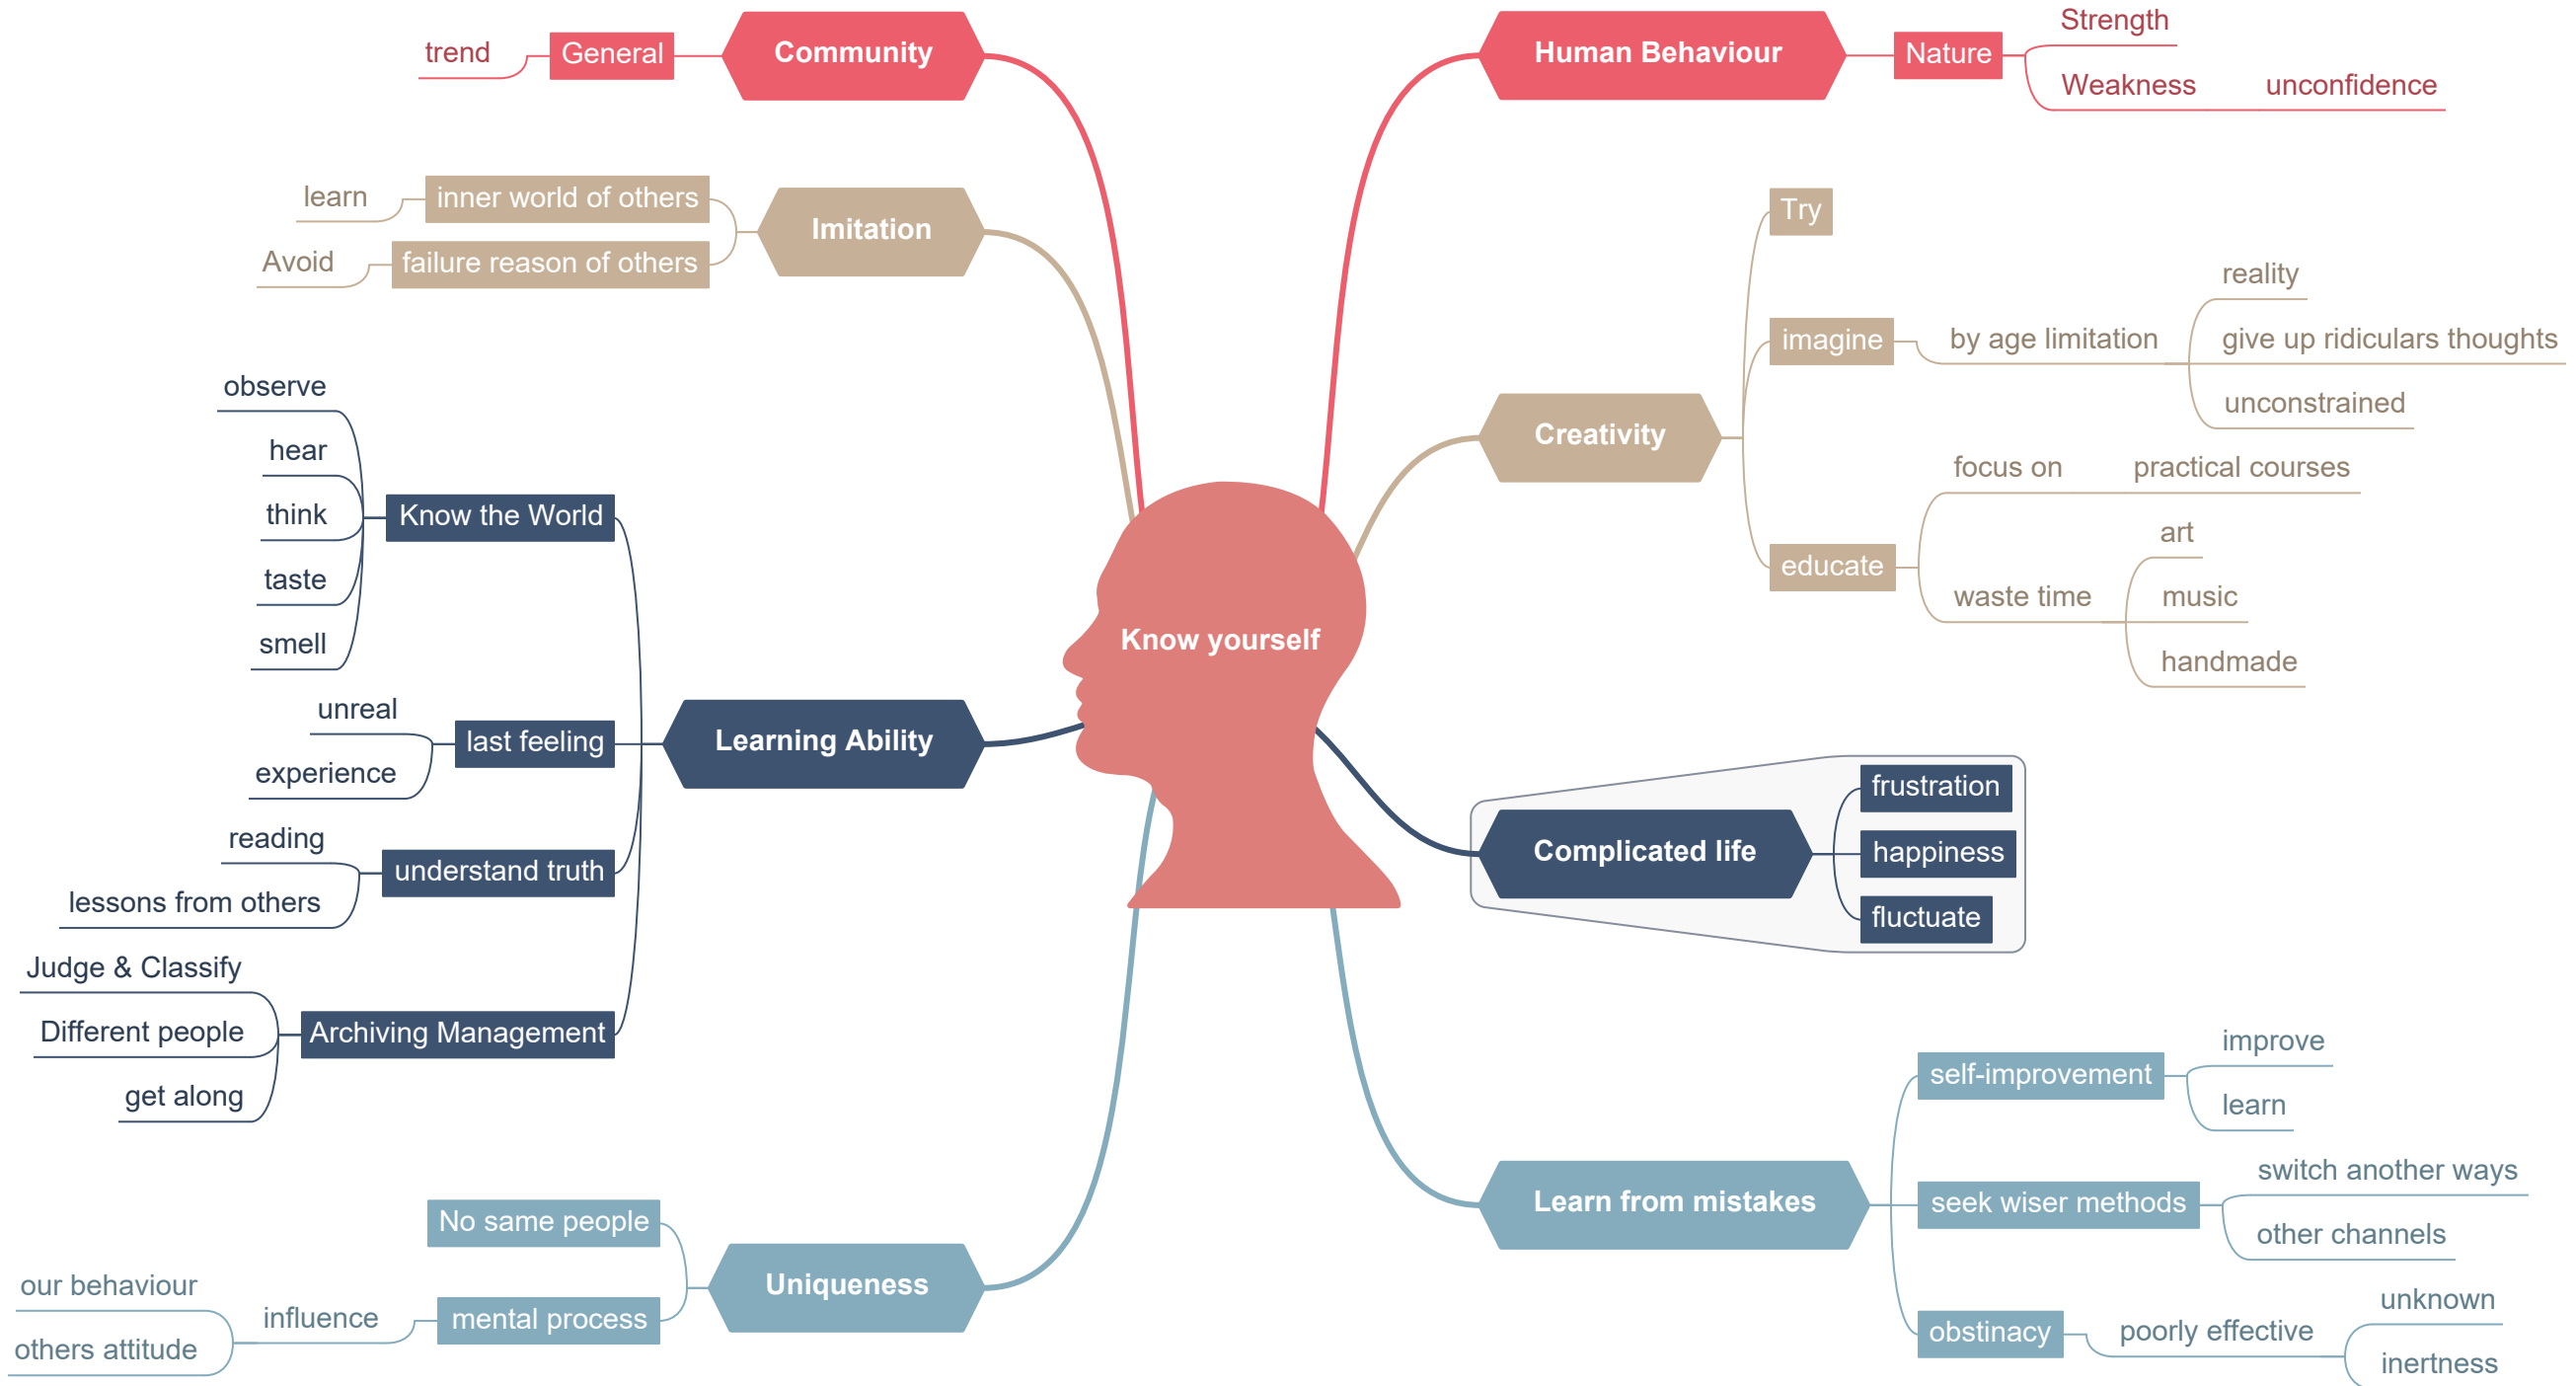 Know yourself
Community
General
trend
Imitation
inner world of others
learn
failure reason of others
Avoid
Learning Ability
Know the World
observe
hear
think
taste
smell
last feeling
unreal
experience
understand truth
reading
lessons from others
Archiving Management
Judge & Classify
Different people
get along
Uniqueness
No same people
mental process
influence
our behaviour
others attitude
Human Behaviour
Nature
Strength
Weakness
unconfidence
Creativity
Try
imagine
by age limitation
reality
give up ridiculars thoughts
unconstrained
educate
focus on
practical courses
waste time
art
music
handmade
Complicated life
frustration
happiness
fluctuate
Learn from mistakes
self-improvement
improve
learn
seek wiser methods
switch another ways
other channels
obstinacy
poorly effective
unknown
inertness